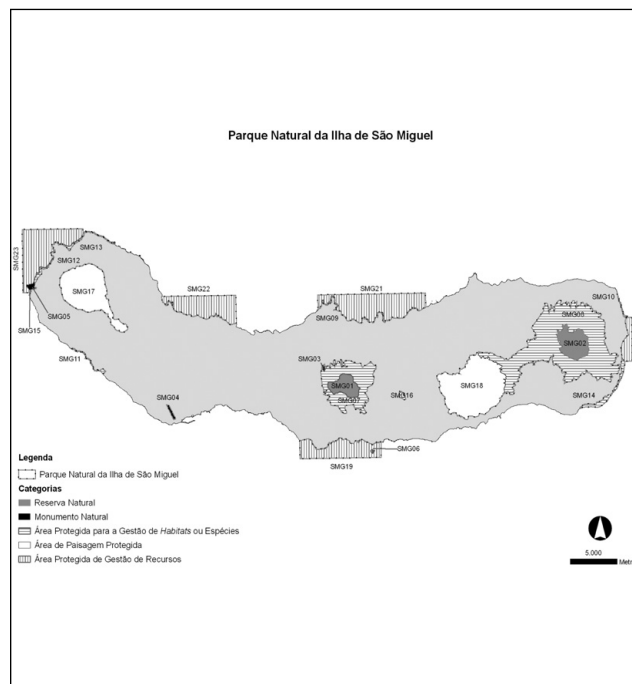 Parque Natural da Ilha de São Miguel
SMG13
SMG12
SMG23
SMG17
SMG05
SMG15
SMG22
SMG21
SMG09
SMG10
SMG08
SMG02
SMG11
SMG03
SMG01
SMG07
SMG16
SMG18
SMG14
SMG04
SMG06
SMG19
Legenda
Parque Natural da Ilha de São Miguel
Categorias
Reserva Natural
Monumento Natural
Área Protegida para a Gestão de Habitats ou Espécies
Área de Paisagem Protegida
Área Protegida de Gestão de Recursos
5.000
Metr